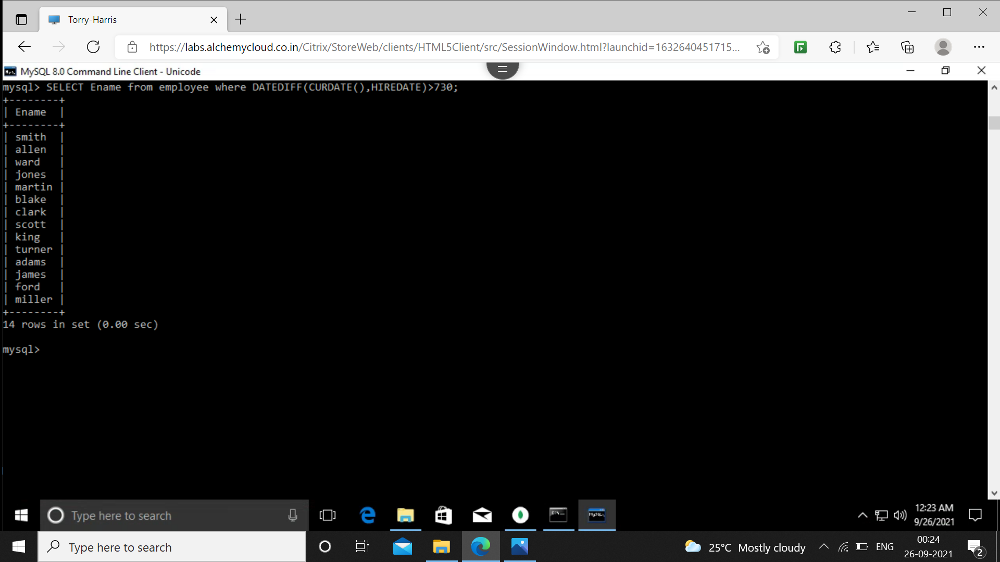 Torry-Harris
https://labs.alchemycloud.co.in/Citrix/StoreWeb/clients/HTML5Client/src/SessionWindow.html?launchid=1632640451715...
MySQL 8.0 Command Line Client - Unicode
mysql> SELECT Ename from employee where DATEDIFF(CURDATE(),HIREDATE)>730;
+--------+
| Ename  |
+--------+
| smith  |
| allen  |
| ward   |
| jones  |
| martin |
| blake  |
| clark  |
| scott  |
| king   |
| turner |
| adams  |
| james  |
| ford   |
| miller |
+--------+
14 rows in set (0.00 sec)
mysql>
Type here to search
12:23 AM
9/26/2021
Type here to search
25°C Mostly cloudy
ENG
00:24
26-09-2021
2